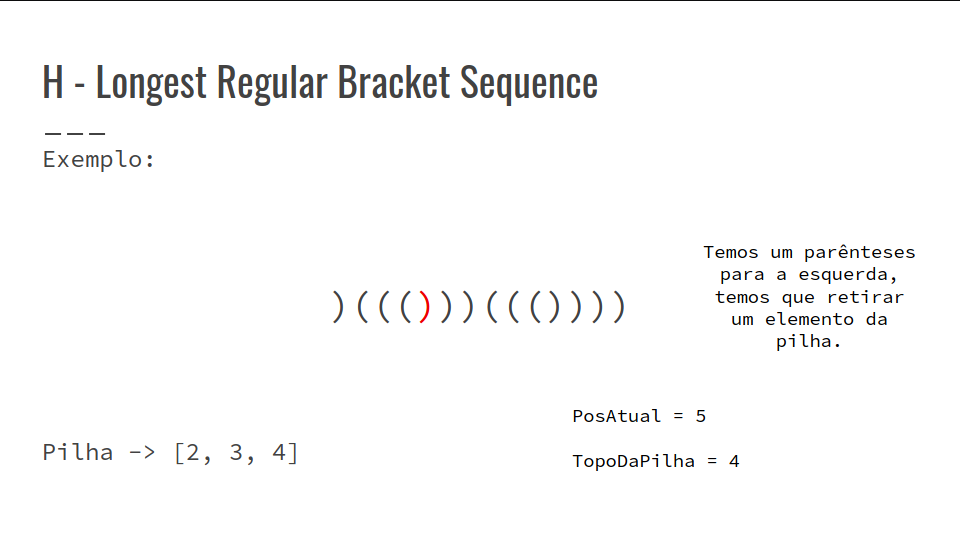 H - Longest Regular Bracket Sequence
———
Exemplo:
Temos um parênteses
para a esquerda,
temos que retirar
um elemento da
pilha.
)((()))((())))
PosAtual = 5
Pilha -> [2, 3, 4]
TopoDaPilha = 4